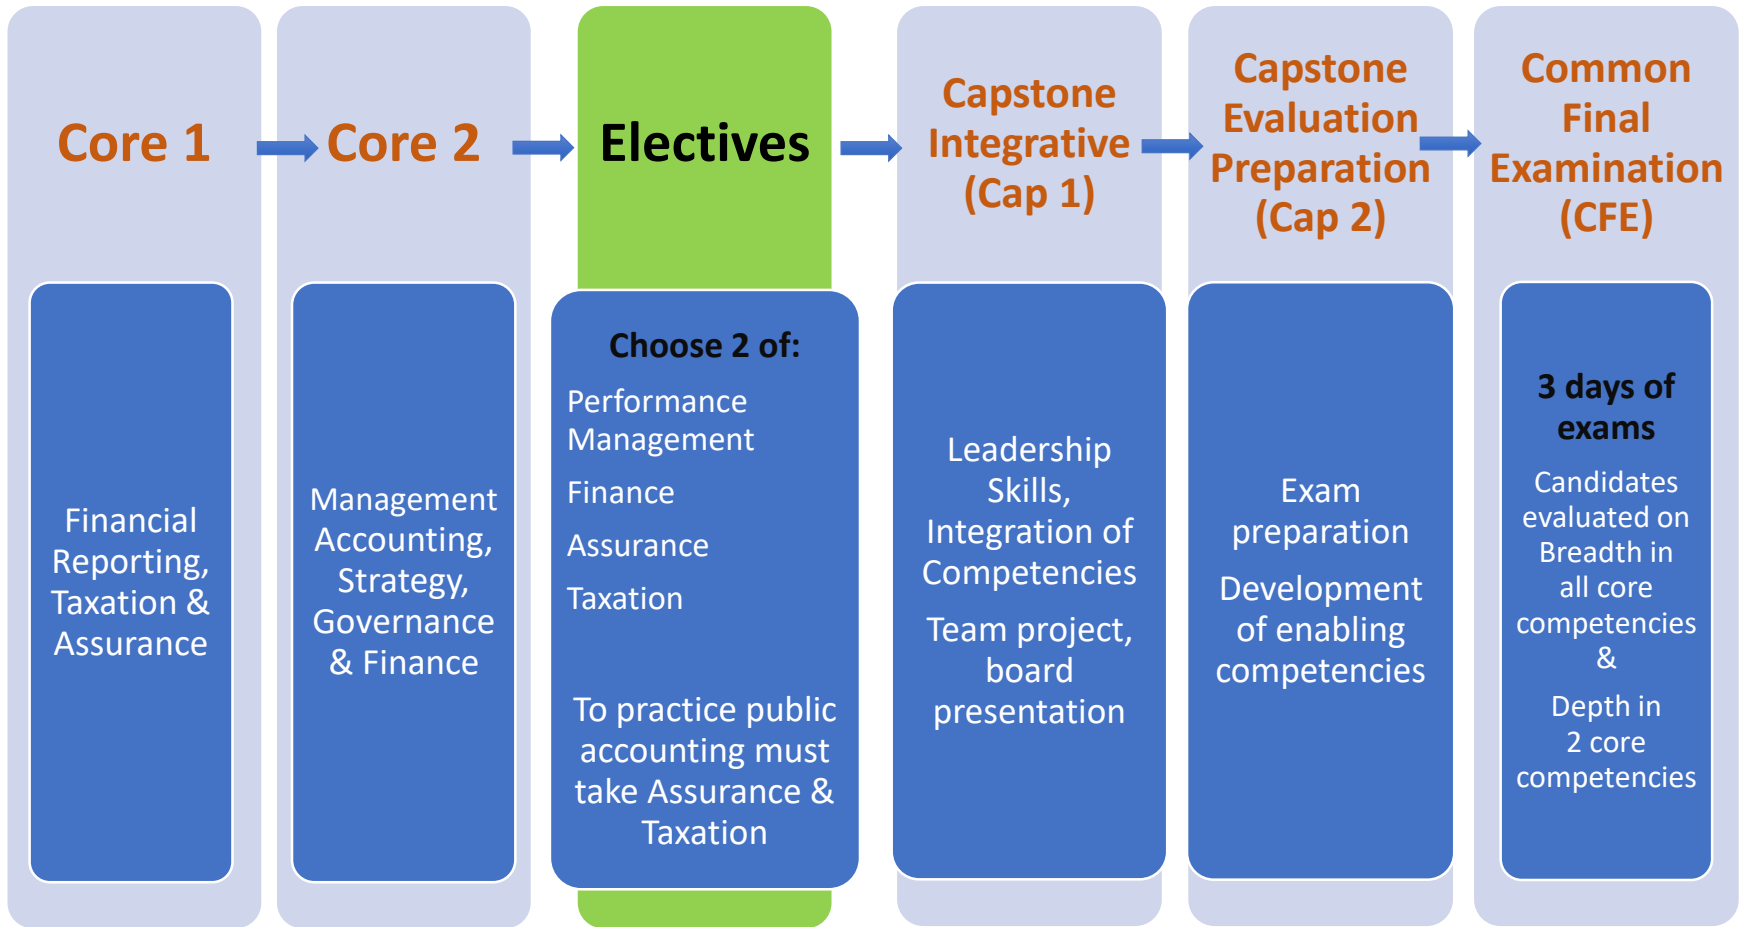 Core 1
Financial
Reporting,
Taxation &
Assurance
Core 2
Management
Accounting,
Strategy,
Governance
& Finance
Electives
Choose 2 of:
Performance
Management
Finance
Assurance
Taxation
To practice public
accounting must
take Assurance &
Taxation
Capstone
Integrative
(Cap 1)
Leadership
Skills,
Integration of
Competencies
Team project,
board
presentation
Capstone
Evaluation
Preparation
(Cap 2)
Exam
preparation
Development
of enabling
competencies
Common
Final
Examination
(CFE)
3 days of
exams
Candidates
evaluated on
Breadth in
all core
competencies
&
Depth in
2 core
competencies